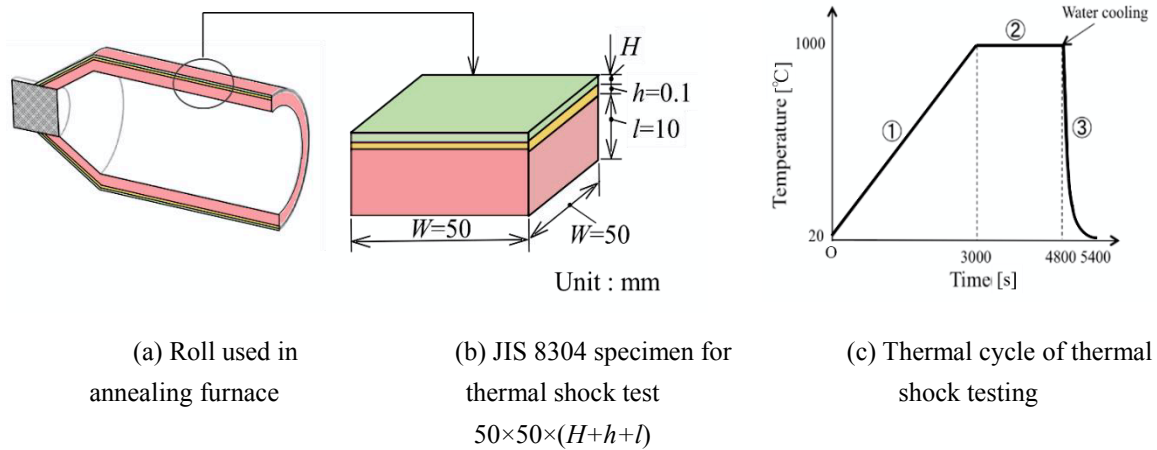 H
h=0.1
l=10
W=50
W=50
Unit : mm
Water cooling
1000
②
①
③
Temperature [℃]
20
O
3000
4800 5400
Time [s]
(a) Roll used in
annealing furnace
(b) JIS 8304 specimen for
thermal shock test
50×50×(H+h+l)
(c) Thermal cycle of thermal
shock testing